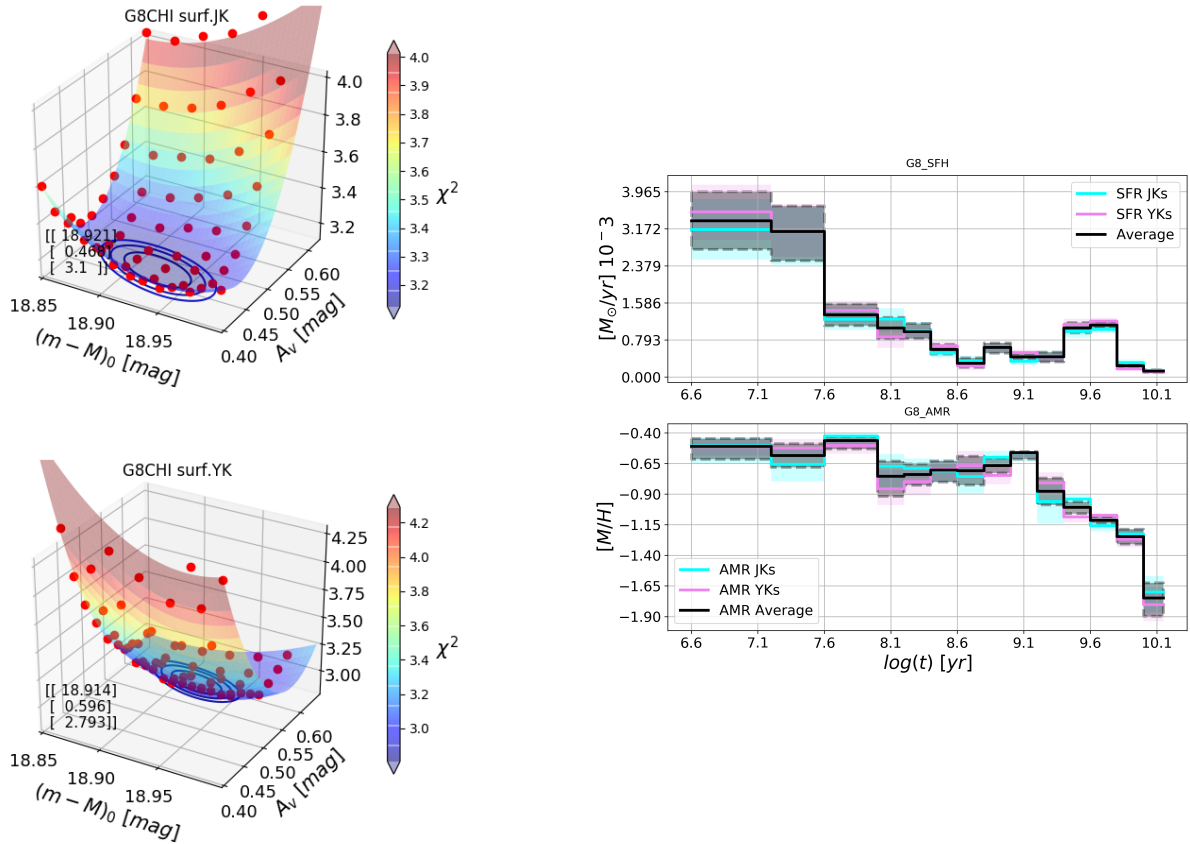 G8CHI surf.JK
4.0
3.8
3.6
3.4
3.2
[[ 18.921]
[ 0.468]
[ 3.1 ]]
18.85
18.90
18.95
(m − M)₀ [mag]
0.60
0.55
0.50
0.45
0.40
Aᵥ [mag]
4.0
3.9
3.8
3.7
3.6
3.5
3.4
3.3
3.2
χ²
G8_SFH
3.965
3.172
2.379
1.586
0.793
0.000
[M⊙/yr] 10⁻3
SFR JKs
SFR YKs
Average
6.6 7.1 7.6 8.1 8.6 9.1 9.6 10.1
G8_AMR
−0.40
−0.65
−0.90
−1.15
−1.40
−1.65
−1.90
[M/H]
AMR JKs
AMR YKs
AMR Average
6.6 7.1 7.6 8.1 8.6 9.1 9.6 10.1
log(t) [yr]
G8CHI surf.YK
4.25
4.00
3.75
3.50
3.25
3.00
[[ 18.914]
[ 0.596]
[ 2.793]]
18.85
18.90
18.95
(m − M)₀ [mag]
0.60
0.55
0.50
0.45
0.40
Aᵥ [mag]
4.2
4.0
3.8
3.6
3.4
3.2
3.0
χ²